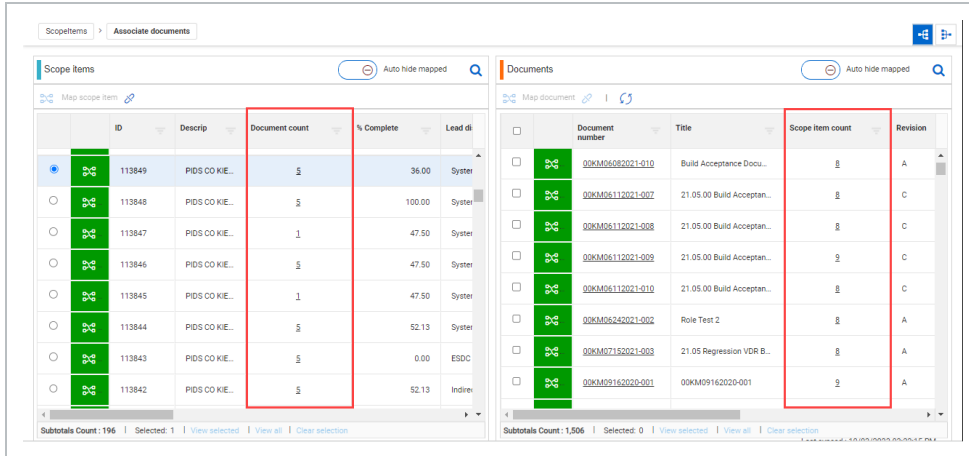 ScopeItems > Associate documents
Scope items Auto hide mapped
Map scope item
ID Descrip Document count % Complete Lead di
113849 PIDS CO KIE... 5 36.00 System
113848 PIDS CO KIE... 5 100.00 System
113847 PIDS CO KIE... 1 47.50 System
113846 PIDS CO KIE... 5 47.50 System
113845 PIDS CO KIE... 1 47.50 System
113844 PIDS CO KIE... 5 52.13 System
113843 PIDS CO KIE... 5 0.00 ESDC
113842 PIDS CO KIE... 5 52.13 Indire
Subtotals Count : 196 | Selected: 1 | View selected | View all | Clear selection
Documents Auto hide mapped
Map document |
Document number Title Scope item count Revision
00KM06082021-010 Build Acceptance Docu... 8 A
00KM06112021-007 21.05.00 Build Acceptan... 8 C
00KM06112021-008 21.05.00 Build Acceptan... 8 C
00KM06112021-009 21.05.00 Build Acceptan... 9 C
00KM06112021-010 21.05.00 Build Acceptan... 8 C
00KM06242021-002 Role Test 2 8 A
00KM07152021-003 21.05 Regression VDR B... 8 A
00KM09162020-001 00KM09162020-001 9 A
Subtotals Count : 1,506 | Selected: 0 | View selected | View all | Clear selection